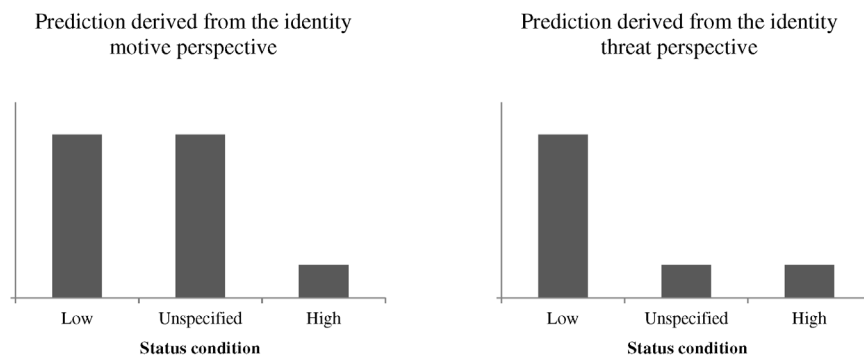 Prediction derived from the identity
motive perspective
Low
Unspecified
High
Status condition
Prediction derived from the identity
threat perspective
Low
Unspecified
High
Status condition